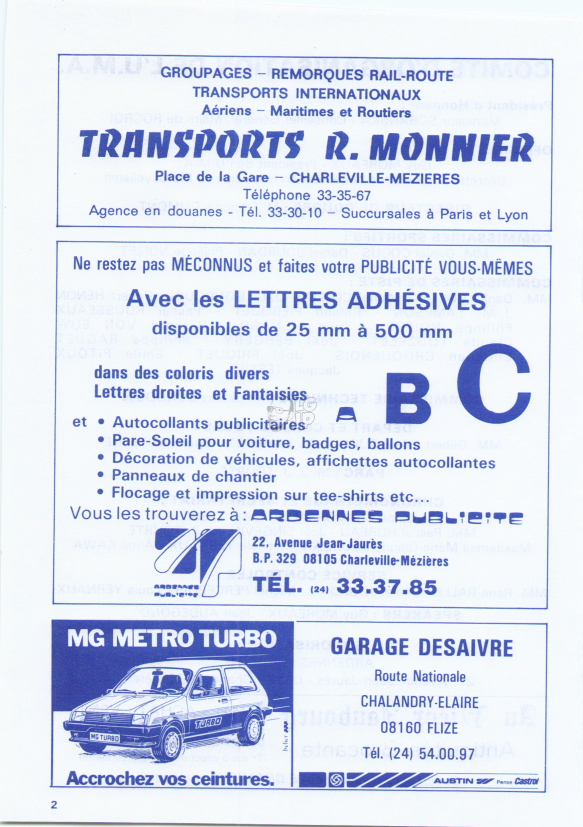 GROUPAGES - REMORQUES RAIL-ROUTE
TRANSPORTS INTERNATIONAUX
Aériens - Maritimes et Routiers
TRANSPORTS R. MONNIER
Place de la Gare - CHARLEVILLE-MEZIERES
Téléphone 33-35-67
Agence en douanes - Tél. 33-30-10 - Succursales à Paris et Lyon
Ne restez pas MÉCONNUS et faites votre PUBLICITÉ VOUS-MÊMES
Avec les LETTRES ADHÉSIVES
disponibles de 25 mm à 500 mm
dans des coloris divers
Lettres droites et Fantaisies
A B C
et • Autocollants publicitaires
• Pare-Soleil pour voiture, badges, ballons
• Décoration de véhicules, affichettes autocollantes
• Panneaux de chantier
• Flocage et impression sur tee-shirts etc...
Vous les trouverez à : ARDENNES PUBLICITE
ARDENNES PUBLICITE
22, Avenue Jean-Jaurès
B.P. 329 08105 Charleville-Mézières
TÉL. (24) 33.37.85
MG METRO TURBO
TURBO
MG TURBO
Accrochez vos ceintures.
GARAGE DESAIVRE
Route Nationale
CHALANDRY-ELAIRE
08160 FLIZE
Tél. (24) 54.00.97
AUSTIN Pense Castrol
2